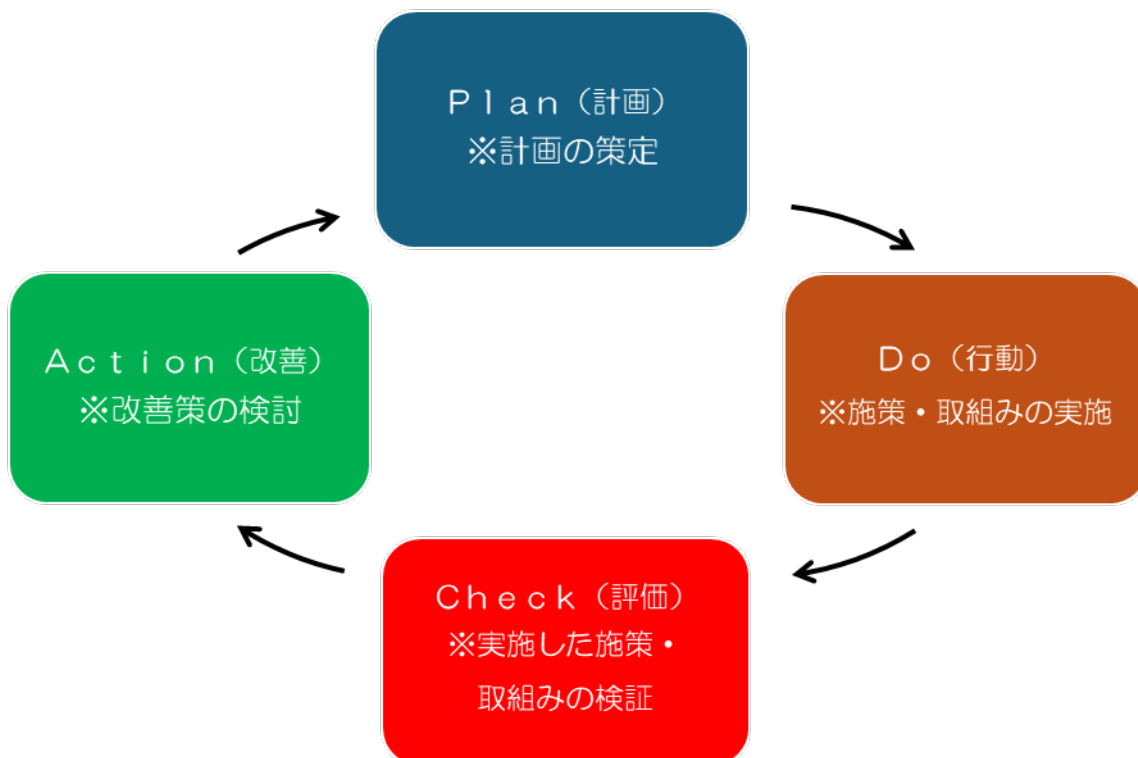 Ｐｌａｎ（計画）
※計画の策定
Ａｃｔｉｏｎ（改善）
※改善策の検討
Ｄｏ（行動）
※施策・取組みの実施
Ｃｈｅｃｋ（評価）
※実施した施策・
取組みの検証